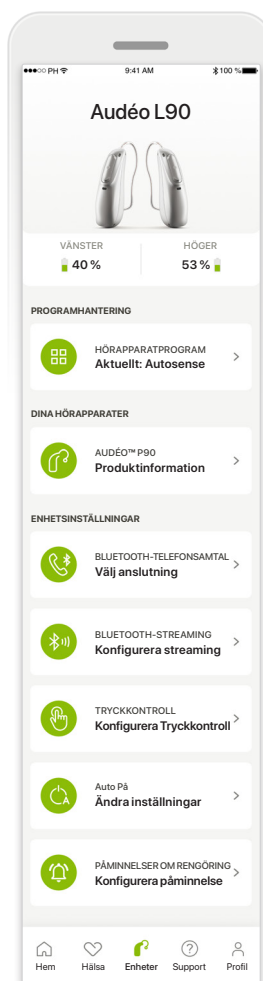 PH 9:41 AM 100 %
Audéo L90
VÄNSTER HÖGER
40 % 53 %
PROGRAMHANTERING
HÖRAPPARATPROGRAM
Aktuellt: Autosense
DINA HÖRAPPARATER
AUDÉO™ P90
Produktinformation
ENHETSINSTÄLLNINGAR
BLUETOOTH-TELEFONSAMTAL
Välj anslutning
BLUETOOTH-STREAMING
Konfigurera streaming
TRYCKKONTROLL
Konfigurera Tryckkontroll
Auto På
Ändra inställningar
PÅMINNELSER OM RENGÖRING
Konfigurera påminnelse
Hem Hälsa Enheter Support Profil